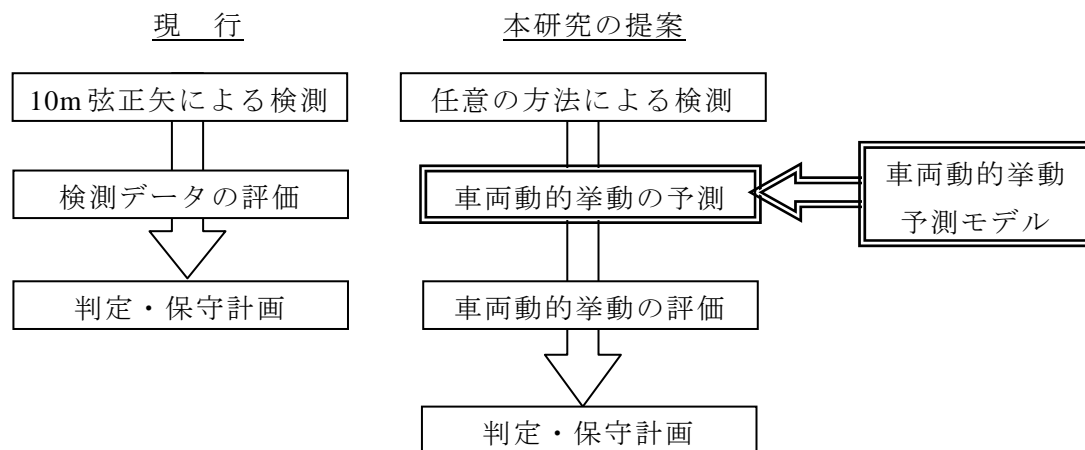 現　行
10m弦正矢による検測
検測データの評価
判定・保守計画
本研究の提案
任意の方法による検測
車両動的挙動の予測
車両動的挙動の評価
判定・保守計画
車両動的挙動
予測モデル